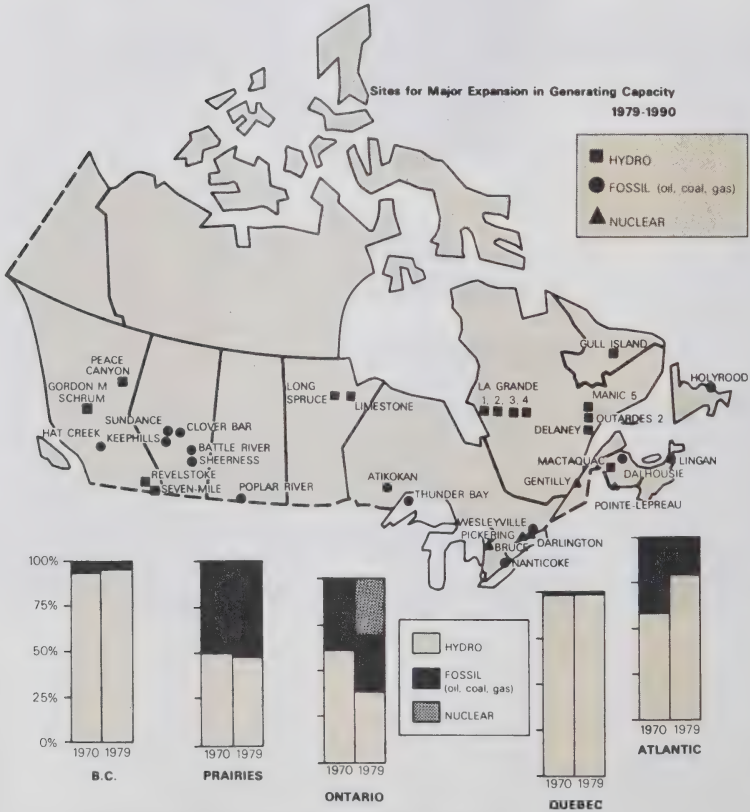 Sites for Major Expansion in Generating Capacity
1979-1990
HYDRO
FOSSIL (oil, coal, gas)
NUCLEAR
PEACE
CANYON
GORDON M
SCHRUM
HAT CREEK
SUNDANCE
KEEPHILLS
CLOVER BAR
BATTLE RIVER
SHEERNESS
REVELSTOKE
SEVEN-MILE
POPLAR RIVER
LONG
SPRUCE
LIMESTONE
ATIKOKAN
THUNDER BAY
LA GRANDE
1, 2, 3, 4
GULL ISLAND
HOLYROOD
MANIC 5
OUTARDES 2
DELANEY
MACTAQUAC
LINGAN
DALHOUSIE
GENTILLY
POINTE-LEPREAU
WESLEYVILLE
PICKERING
BRUCE
DARLINGTON
NANTICOKE
100%
75%
50%
25%
0%
1970 1979
B.C.
1970 1979
PRAIRIES
1970 1979
ONTARIO
HYDRO
FOSSIL
(oil, coal, gas)
NUCLEAR
1970 1979
QUEBEC
1970 1979
ATLANTIC